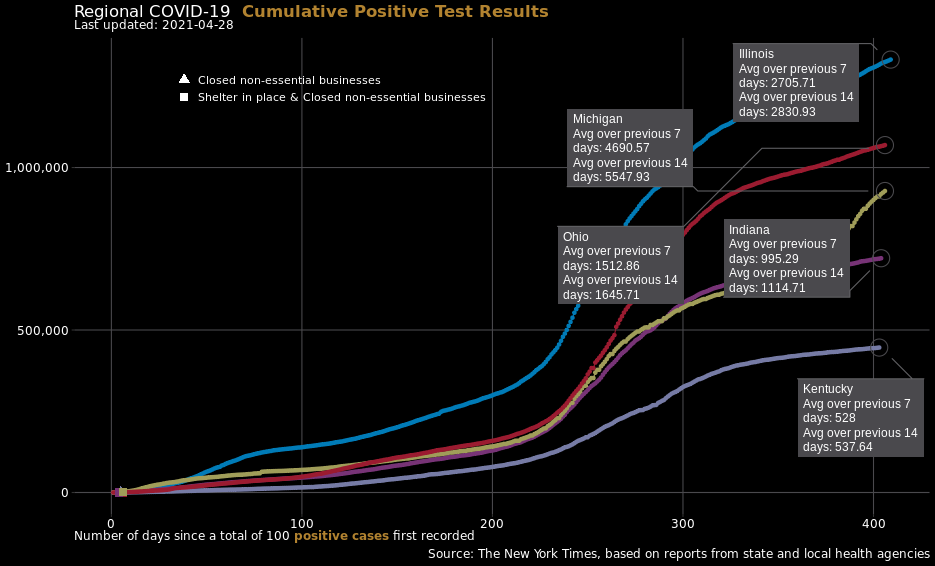 Regional COVID-19 Cumulative Positive Test Results
Last updated: 2021-04-28
Closed non-essential businesses
Shelter in place & Closed non-essential businesses
Illinois
Avg over previous 7
days: 2705.71
Avg over previous 14
days: 2830.93
Michigan
Avg over previous 7
days: 4690.57
Avg over previous 14
days: 5547.93
Ohio
Avg over previous 7
days: 1512.86
Avg over previous 14
days: 1645.71
Indiana
Avg over previous 7
days: 995.29
Avg over previous 14
days: 1114.71
Kentucky
Avg over previous 7
days: 528
Avg over previous 14
days: 537.64
1,000,000
500,000
0
0 100 200 300 400
Number of days since a total of 100 positive cases first recorded
Source: The New York Times, based on reports from state and local health agencies